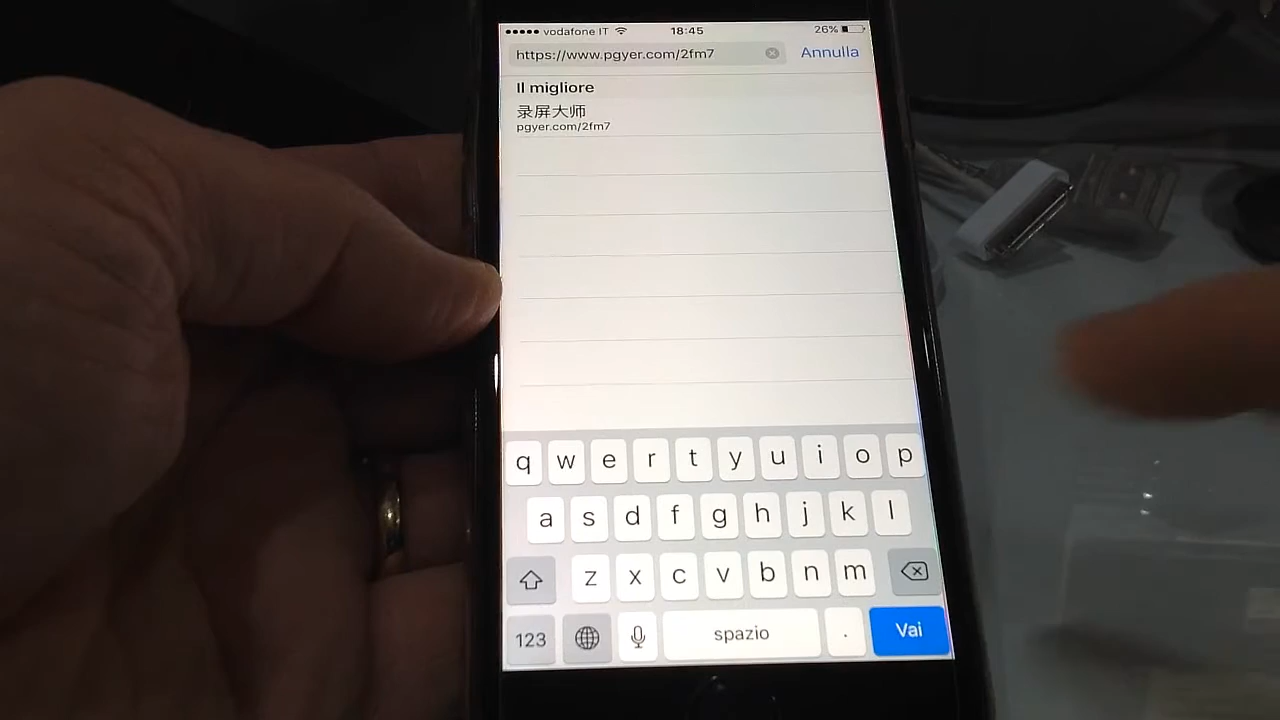 vodafone IT 18:45 26%
https://www.pgyer.com/2fm7 Annulla
Il migliore
录屏大师
pgyer.com/2fm7
q w e r t y u i o p
a s d f g h j k l
z x c v b n m
123 spazio . Vai